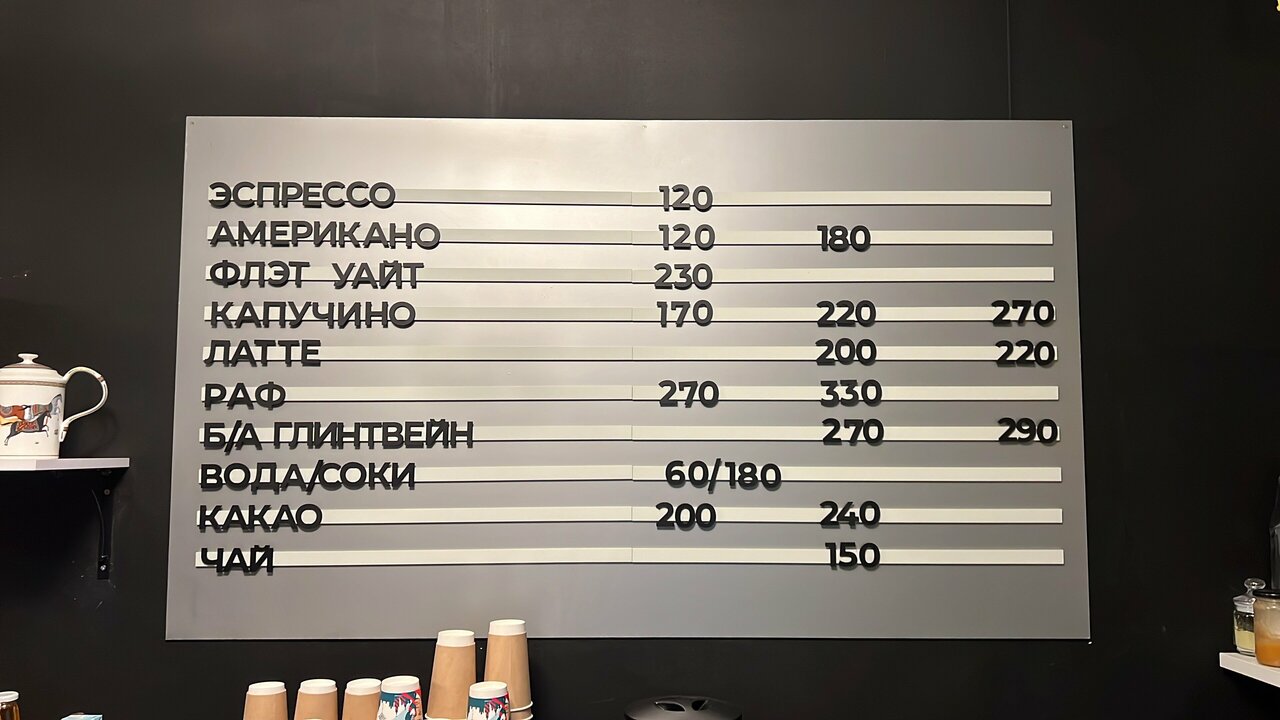 ЭСПРЕССО 120
АМЕРИКАНО 120 180
ФЛЭТ УАЙТ 230
КАПУЧИНО 170 220 270
ЛАТТЕ 200 220
РАФ 270 330
Б/А ГЛИНТВЕЙН 270 290
ВОДА/СОКИ 60/180
КАКАО 200 240
ЧАЙ 150